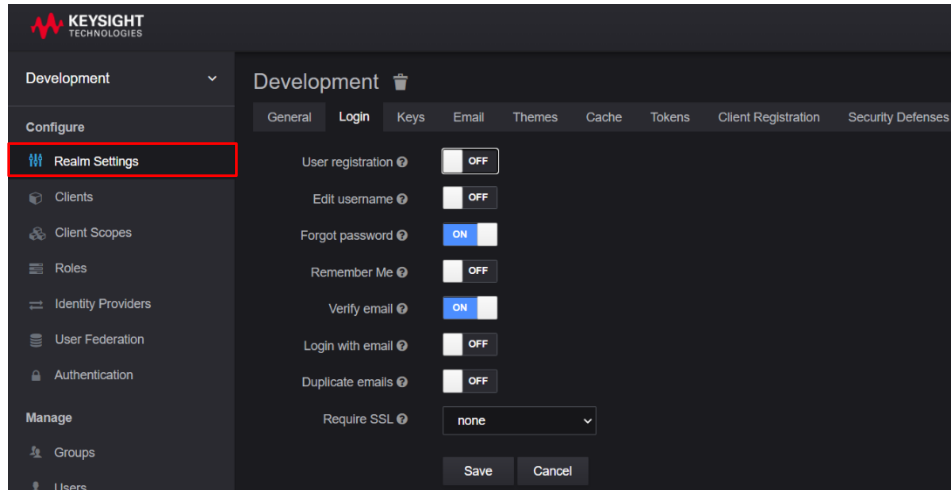 KEYSIGHT
TECHNOLOGIES
Development
Configure
Realm Settings
Clients
Client Scopes
Roles
Identity Providers
User Federation
Authentication
Manage
Groups
Users
Development
General Login Keys Email Themes Cache Tokens Client Registration Security Defenses
User registration OFF
Edit username OFF
Forgot password ON
Remember Me OFF
Verify email ON
Login with email OFF
Duplicate emails OFF
Require SSL none
Save Cancel